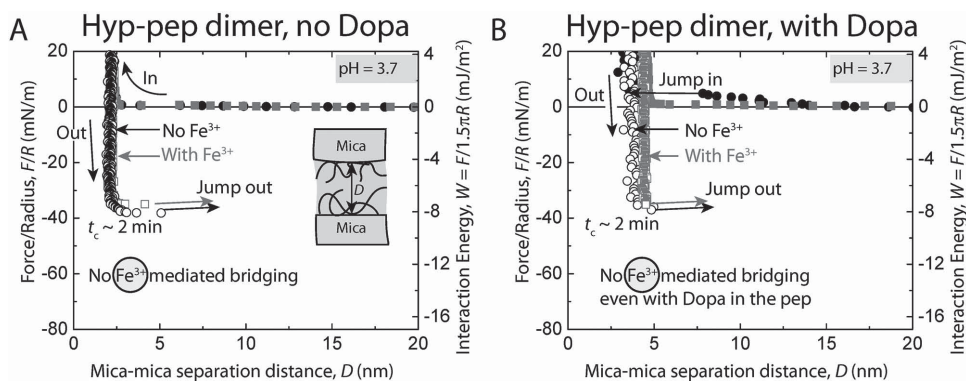 A
Hyp-pep dimer, no Dopa
20
0
-20
-40
-60
-80
Force/Radius, F/R (mN/m)
In
Out
pH = 3.7
No Fe³⁺
With Fe³⁺
Jump out
tc ~ 2 min
No Fe³⁺ mediated bridging
Mica
D
Mica
4
0
-4
-8
-12
-16
Interaction Energy, W = F/1.5πR (mJ/m²)
0
5
10
15
20
Mica-mica separation distance, D (nm)
B
Hyp-pep dimer, with Dopa
20
0
-20
-40
-60
-80
Force/Radius, F/R (mN/m)
pH = 3.7
Jump in
Out
No Fe³⁺
With Fe³⁺
Jump out
tc ~ 2 min
No Fe³⁺ mediated bridging
even with Dopa in the pep
4
0
-4
-8
-12
-16
Interaction Energy, W = F/1.5πR (mJ/m²)
0
5
10
15
20
Mica-mica separation distance, D (nm)